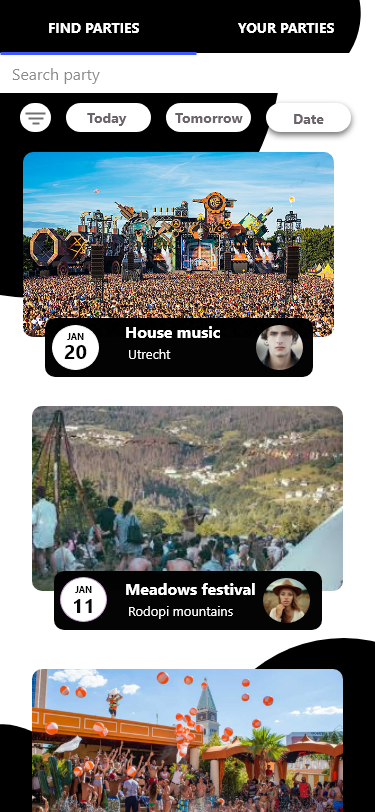 FIND PARTIES
YOUR PARTIES
Search party
Today
Tomorrow
Date
JAN
20
House music
Utrecht
JAN
11
Meadows festival
Rodopi mountains